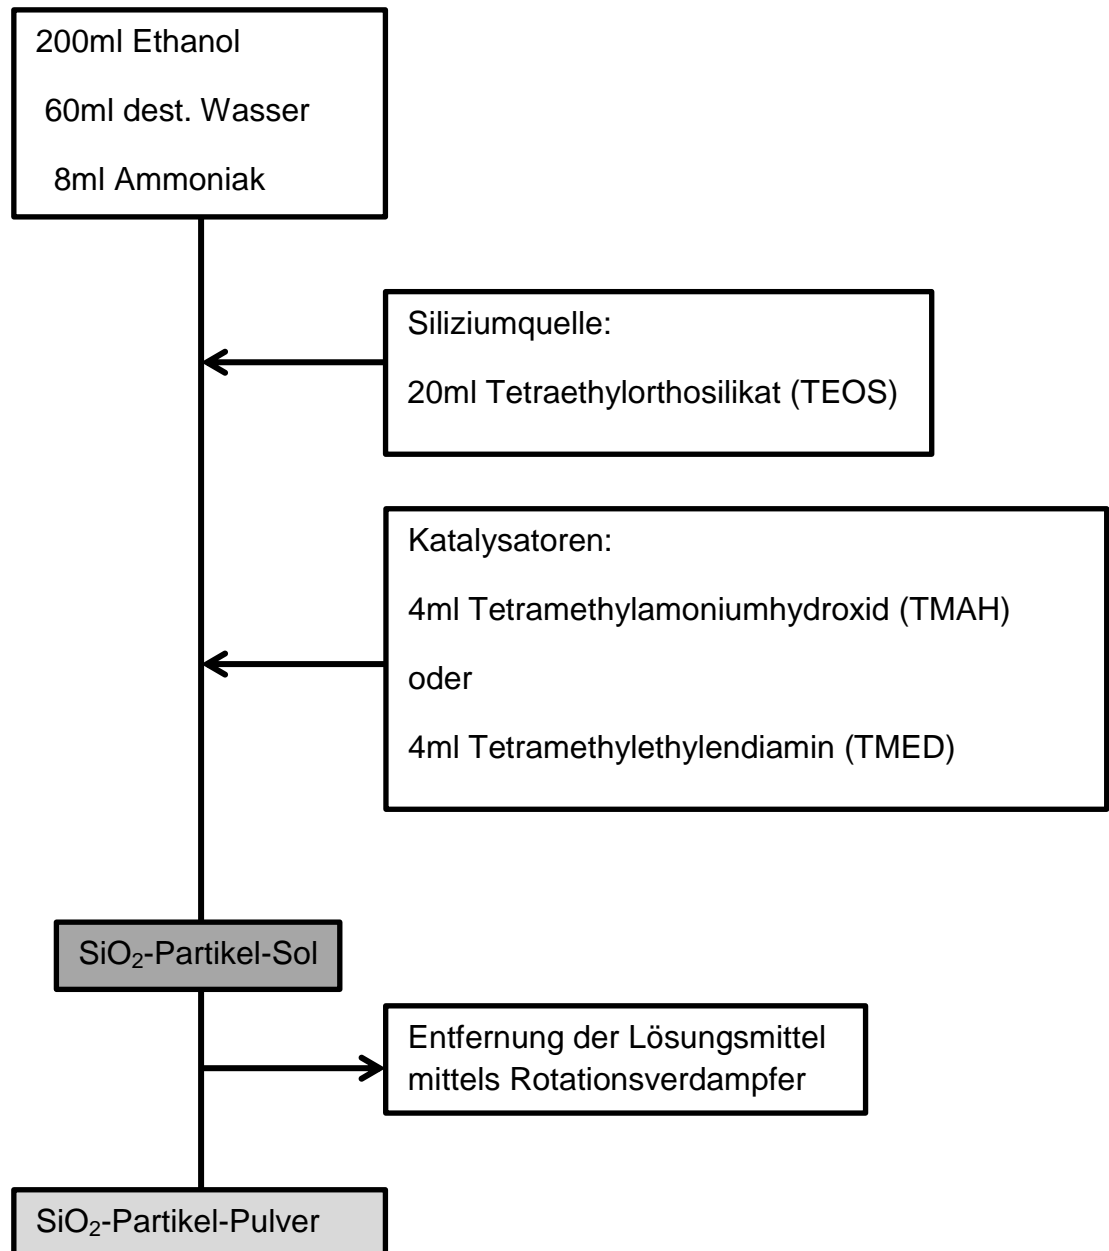 200ml Ethanol
60ml dest. Wasser
8ml Ammoniak
Siliziumquelle:
20ml Tetraethylorthosilikat (TEOS)
Katalysatoren:
4ml Tetramethylamoniumhydroxid (TMAH)
oder
4ml Tetramethylethylendiamin (TMED)
SiO₂-Partikel-Sol
Entfernung der Lösungsmittel
mittels Rotationsverdampfer
SiO₂-Partikel-Pulver